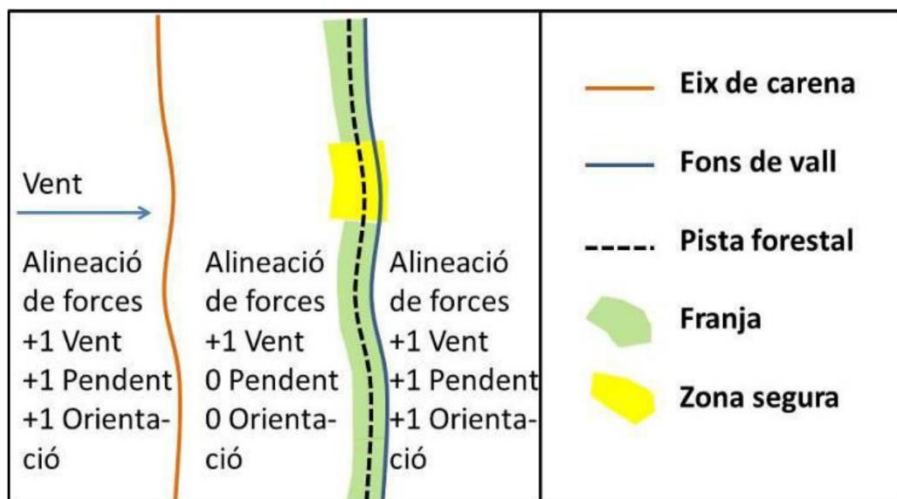 Vent
Alineació
de forces
+1 Vent
+1 Pendent
+1 Orienta-
ció
Alineació
de forces
+1 Vent
0 Pendent
0 Orienta-
ció
Alineació
de forces
+1 Vent
+1 Pendent
+1 Orienta-
ció
Eix de carena
Fons de vall
Pista forestal
Franja
Zona segura